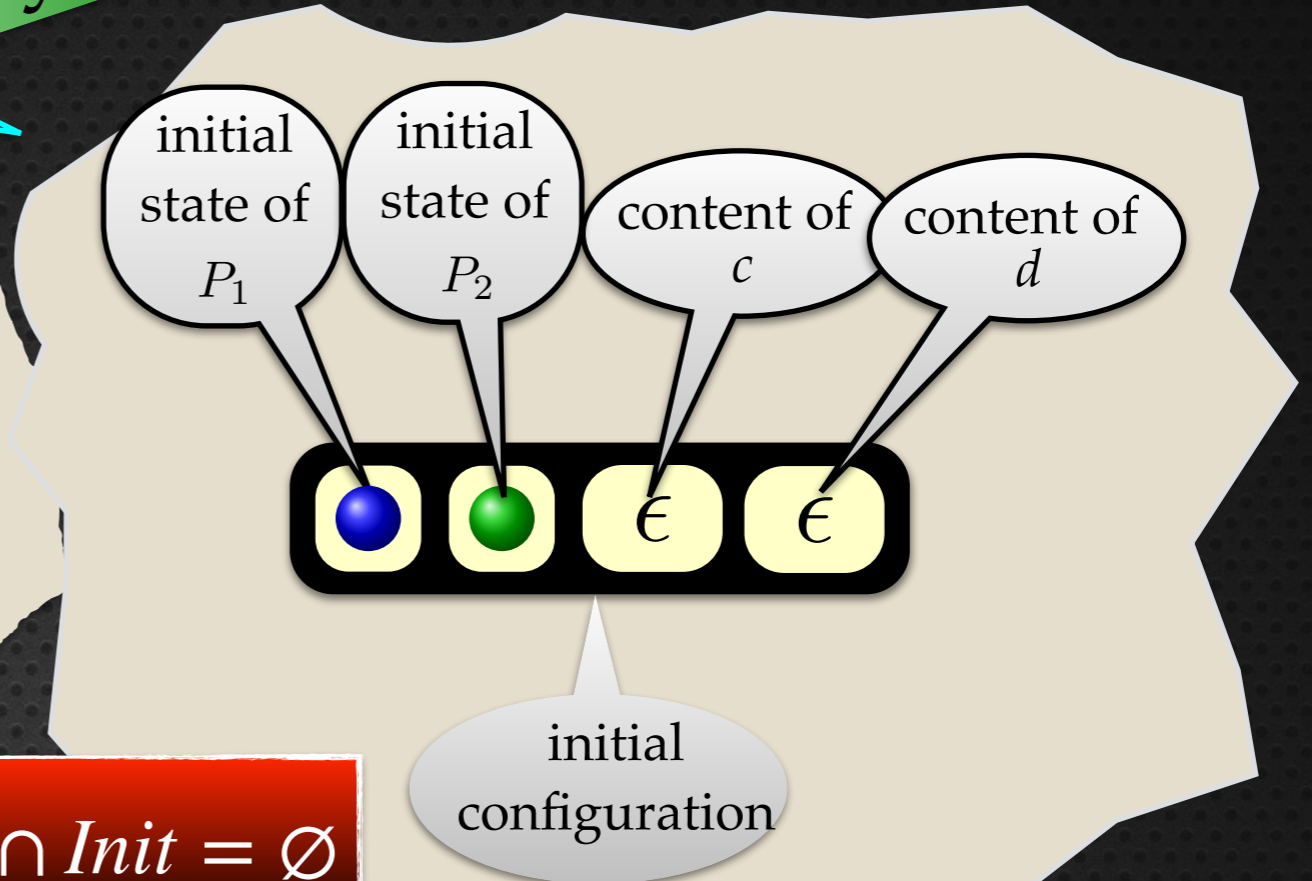 initial
state of
P₁
initial
state of
P₂
content of
c
content of
d
ϵ
ϵ
initial
configuration
∩ Init = ∅